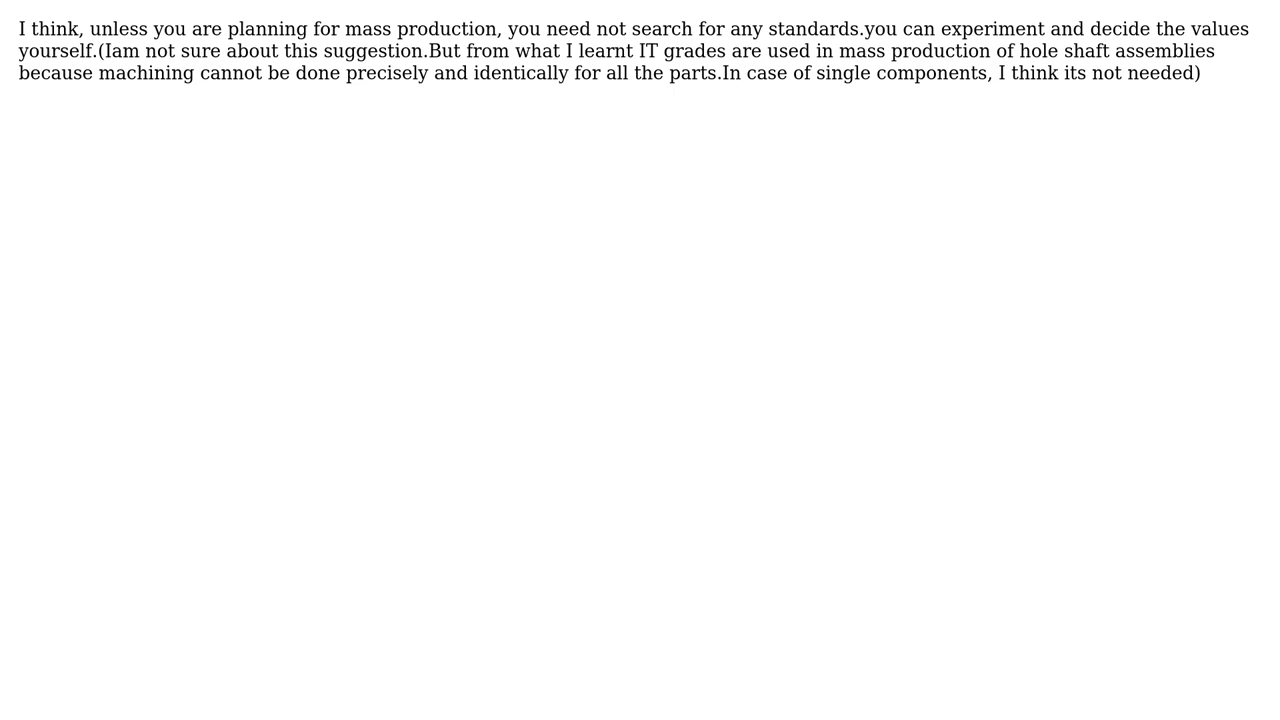 I think, unless you are planning for mass production, you need not search for any standards.you can experiment and decide the values
yourself.(Iam not sure about this suggestion.But from what I learnt IT grades are used in mass production of hole shaft assemblies
because machining cannot be done precisely and identically for all the parts.In case of single components, I think its not needed)